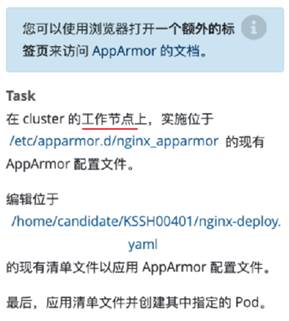 您可以使用浏览器打开一个额外的标
签页来访问 AppArmor 的文档。
Task
在 cluster 的工作节点上，实施位于
/etc/apparmor.d/nginx_apparmor 的现有
AppArmor 配置文件。
编辑位于
/home/candidate/KSSH00401/nginx-deploy.
yaml
的现有清单文件以应用 AppArmor 配置文件。
最后，应用清单文件并创建其中指定的 Pod。